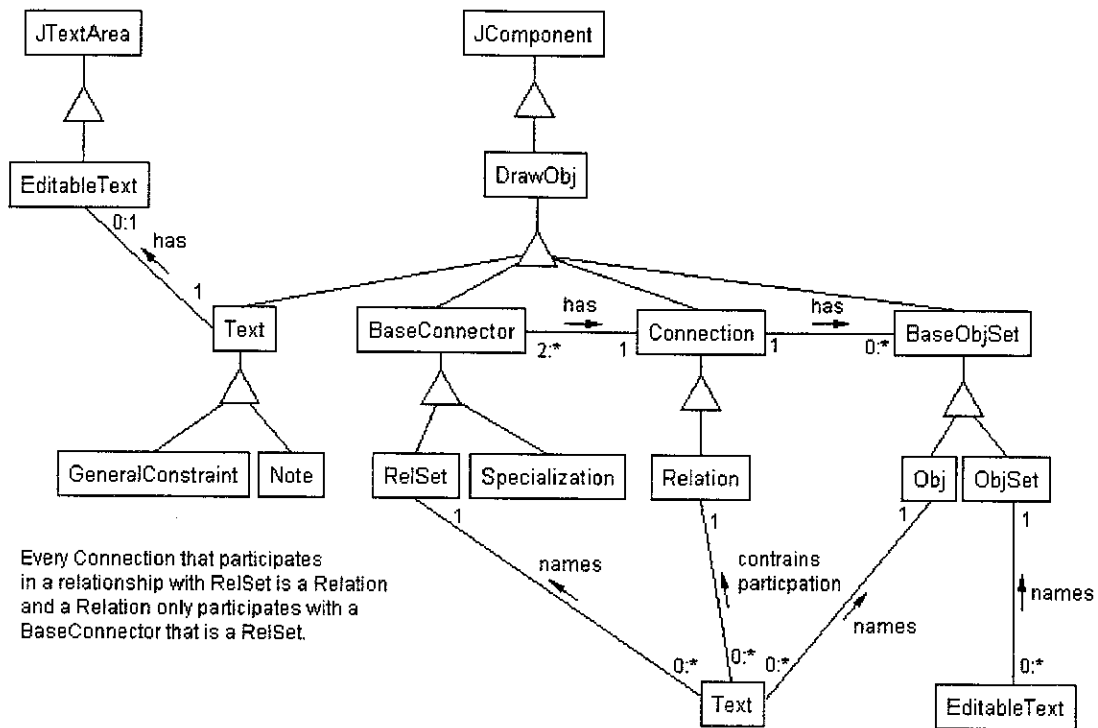 JTextArea
JComponent
DrawObj
EditableText
0:1
has
1
Text
BaseConnector
has
2:*
1
Connection
has
1
0:*
BaseObjSet
GeneralConstraint
Note
RelSet
Specialization
Relation
Obj
ObjSet
1
1
1
1
Every Connection that participates
in a relationship with RelSet is a Relation
and a Relation only participates with a
BaseConnector that is a RelSet.
names
contrains
particpation
names
names
0:*
0:*
0:*
0:*
Text
EditableText